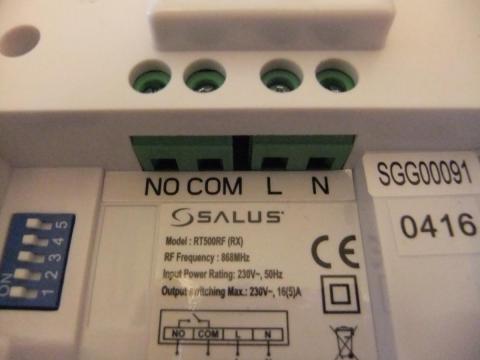 NO COM L N
SGG00091
0416
SALUS
Model: RT500RF (RX)
RF Frequency: 868MHz
Input Power Rating: 230V~, 50Hz
Output switching Max.: 230V~, 16(5)A
CE
NO COM L N
ON
1 2 3 4 5